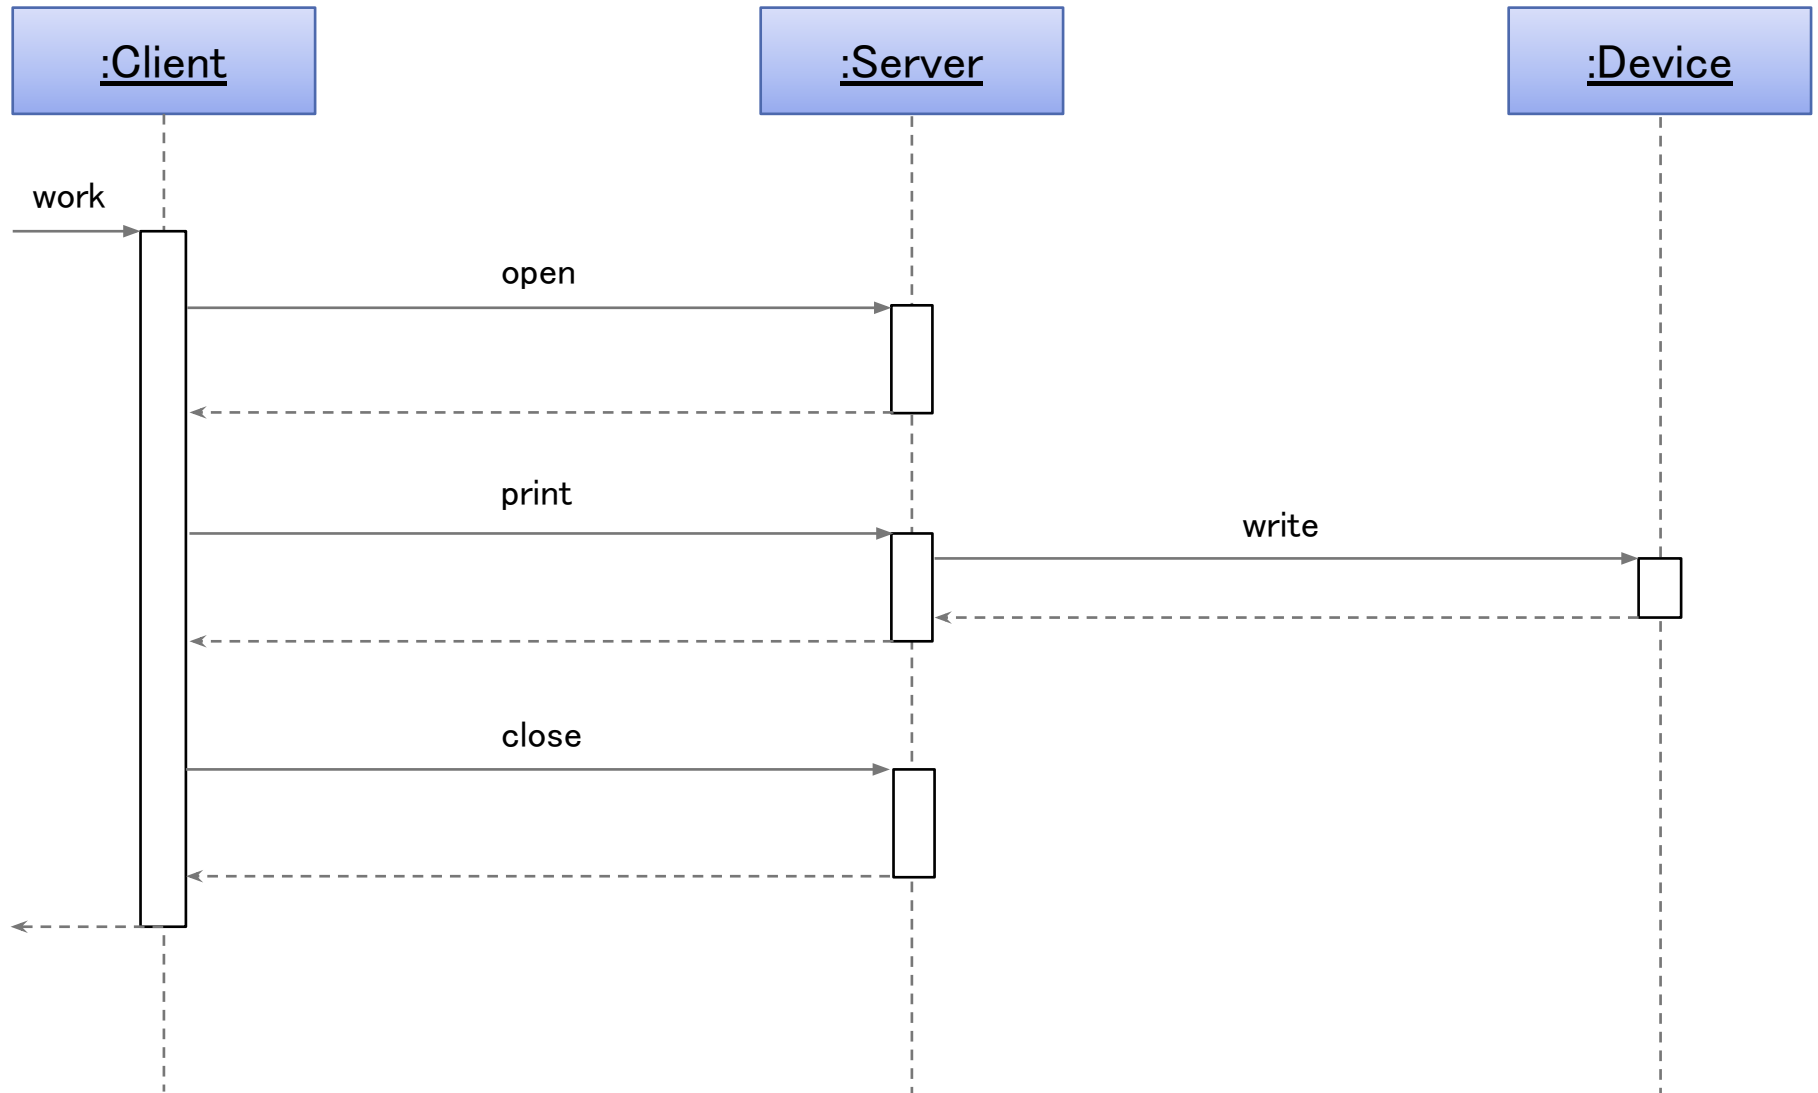 :Client
:Server
:Device
work
open
print
write
close